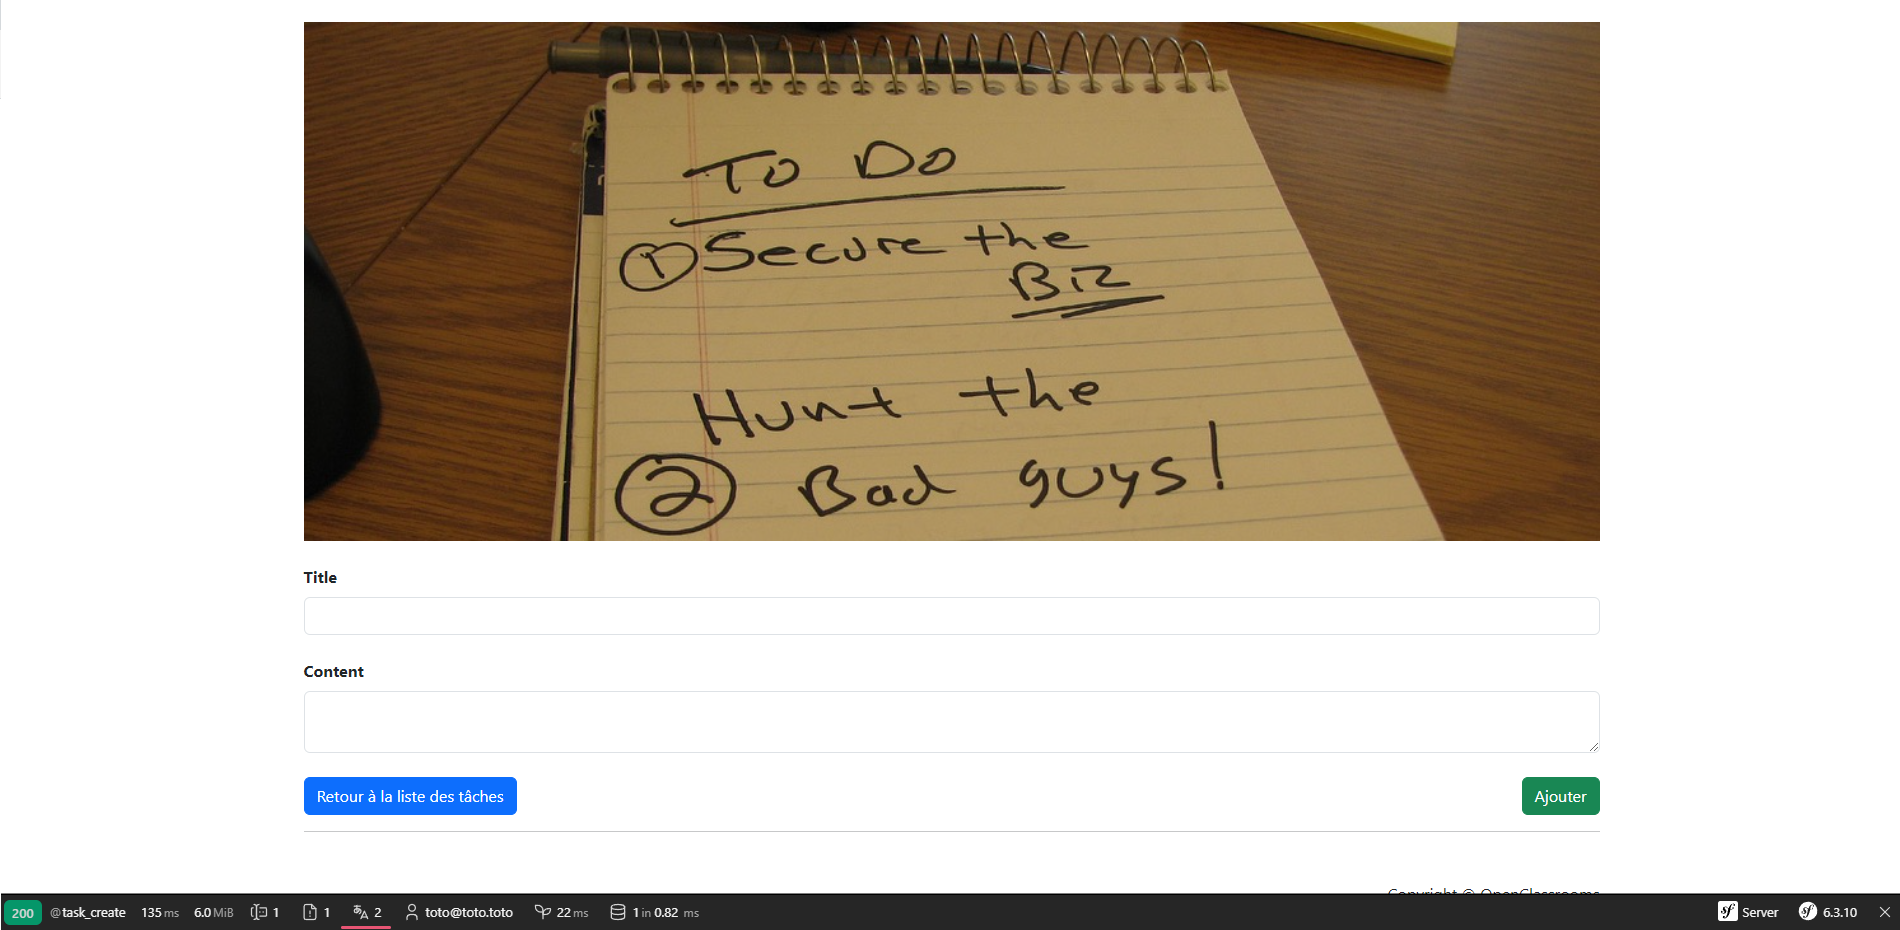 To Do
① Secure the
Biz
Hunt the
② Bad guys!
Title
Content
Retour à la liste des tâches
Ajouter
Copyright © OpenClassrooms
200 @task_create 135 ms 6.0 MiB 1 1 2 toto@toto.toto 22 ms 1 in 0.82 ms Server 6.3.10